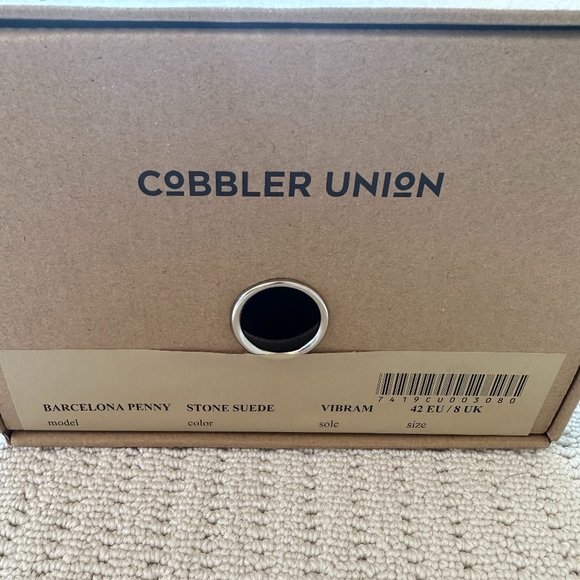 COBBLER UNION
7419CU003080
BARCELONA PENNY STONE SUEDE VIBRAM 42 EU / 8 UK
model color sole size